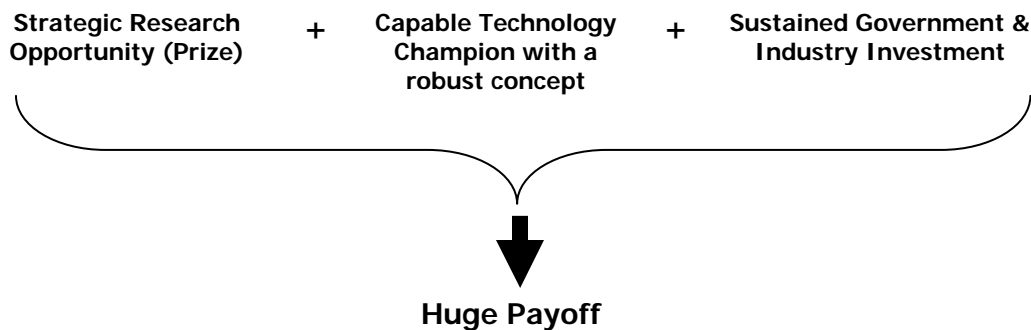 Strategic Research
Opportunity (Prize)
+
Capable Technology
Champion with a
robust concept
+
Sustained Government &
Industry Investment
Huge Payoff